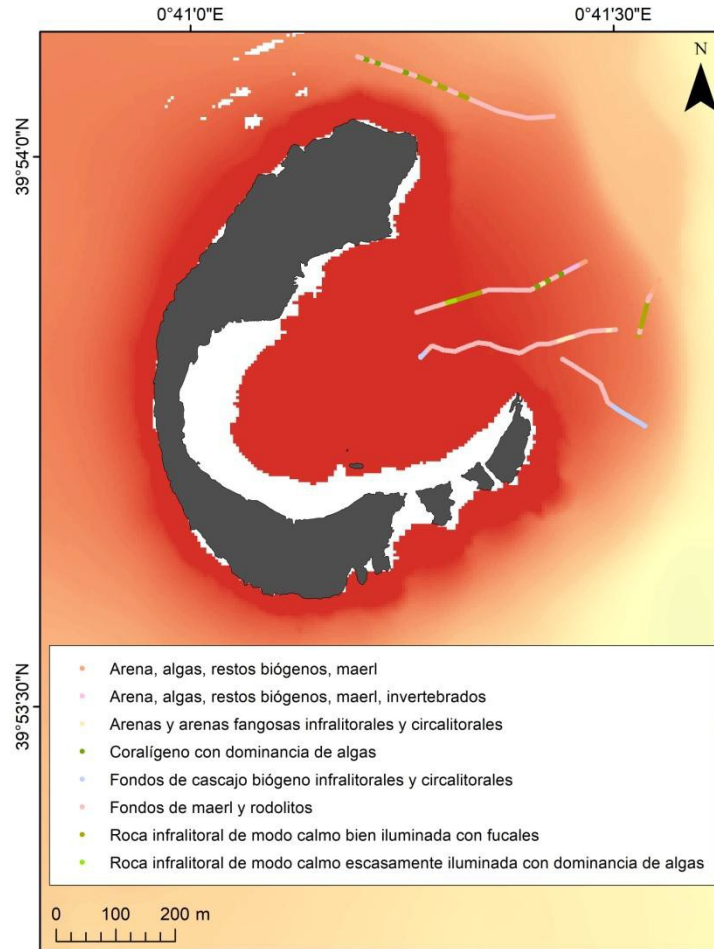 0°41'0"E
0°41'30"E
N
39°54'0"N
39°53'30"N
Arena, algas, restos biógenos, maerl
Arena, algas, restos biógenos, maerl, invertebrados
Arenas y arenas fangosas infralitorales y circalitorales
Coralígeno con dominancia de algas
Fondos de cascajo biógeno infralitorales y circalitorales
Fondos de maerl y rodolitos
Roca infralitoral de modo calmo bien iluminada con fucales
Roca infralitoral de modo calmo escasamente iluminada con dominancia de algas
0 100 200 m